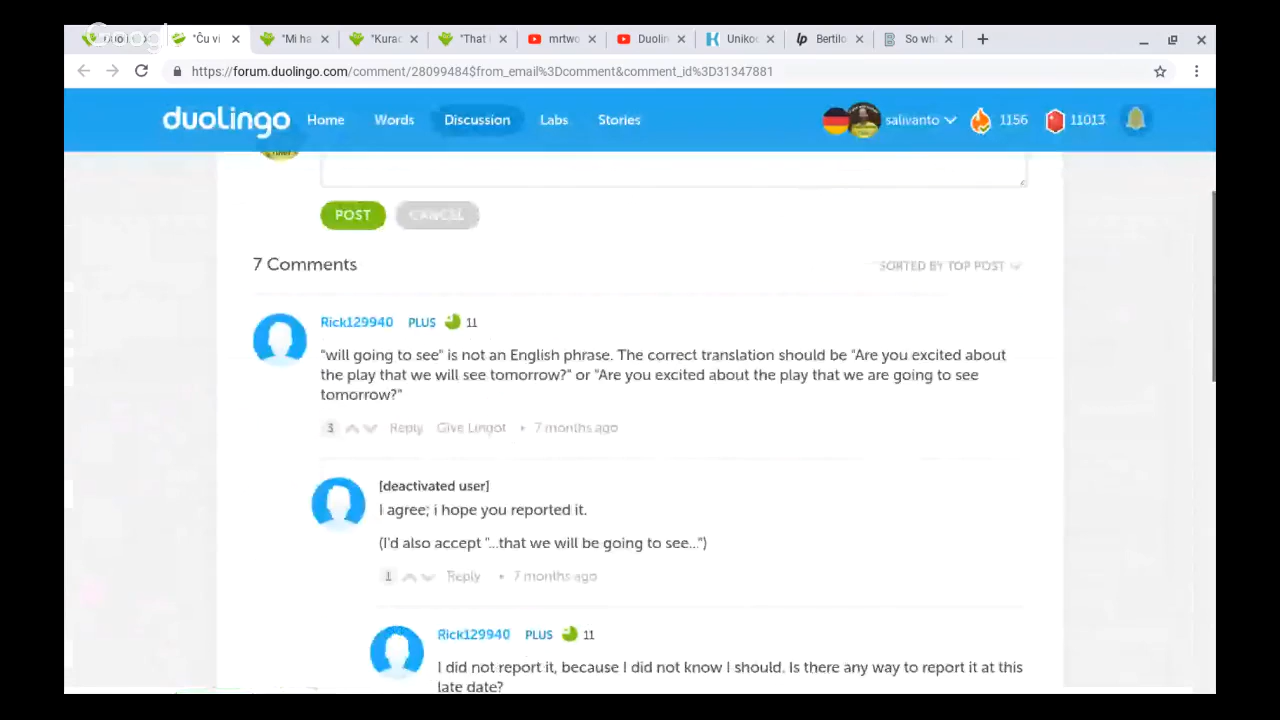 Google
"Ĉu vi
"Mi ha
"Kurac
"That
mrtwo
Duolin
Uniko
Bertilo
So wh
https://forum.duolingo.com/comment/28099484$from_email%3Dcomment&comment_id%3D31347881
duolingo Home Words Discussion Labs Stories salivanto 1156 11013
POST CANCEL
7 Comments SORTED BY TOP POST
Rick129940 PLUS 11
"will going to see" is not an English phrase. The correct translation should be "Are you excited about
the play that we will see tomorrow?" or "Are you excited about the play that we are going to see
tomorrow?"
3 Reply Give Lingot • 7 months ago
[deactivated user]
I agree; i hope you reported it.
(I'd also accept "...that we will be going to see...")
1 Reply • 7 months ago
Rick129940 PLUS 11
I did not report it, because I did not know I should. Is there any way to report it at this
late date?